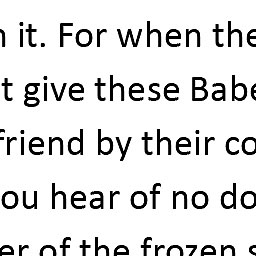 it. For when the
give these Babe
friend by their co
ou hear of no do
er of the frozen s